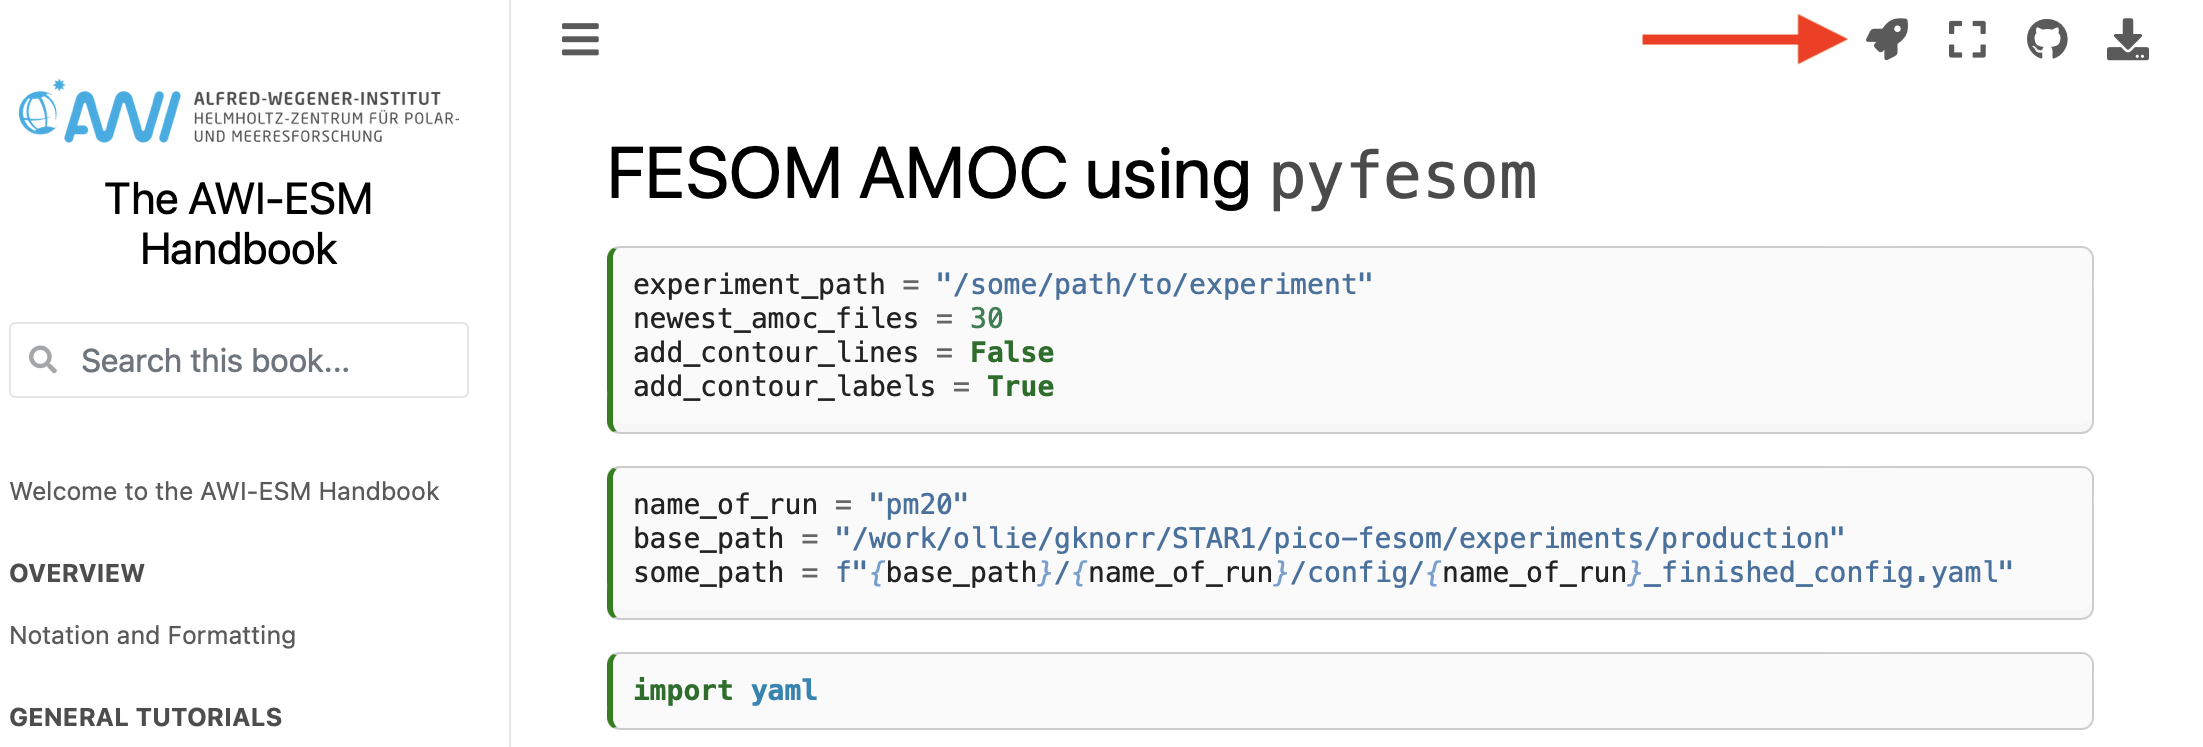 AWI
ALFRED-WEGENER-INSTITUT
HELMHOLTZ-ZENTRUM FÜR POLAR-
UND MEERESFORSCHUNG
The AWI-ESM
Handbook
Search this book...
Welcome to the AWI-ESM Handbook
OVERVIEW
Notation and Formatting
GENERAL TUTORIALS
FESOM AMOC using pyfesom
experiment_path = "/some/path/to/experiment"
newest_amoc_files = 30
add_contour_lines = False
add_contour_labels = True
name_of_run = "pm20"
base_path = "/work/ollie/gknorr/STAR1/pico-fesom/experiments/production"
some_path = f"{base_path}/{name_of_run}/config/{name_of_run}_finished_config.yaml"
import yaml